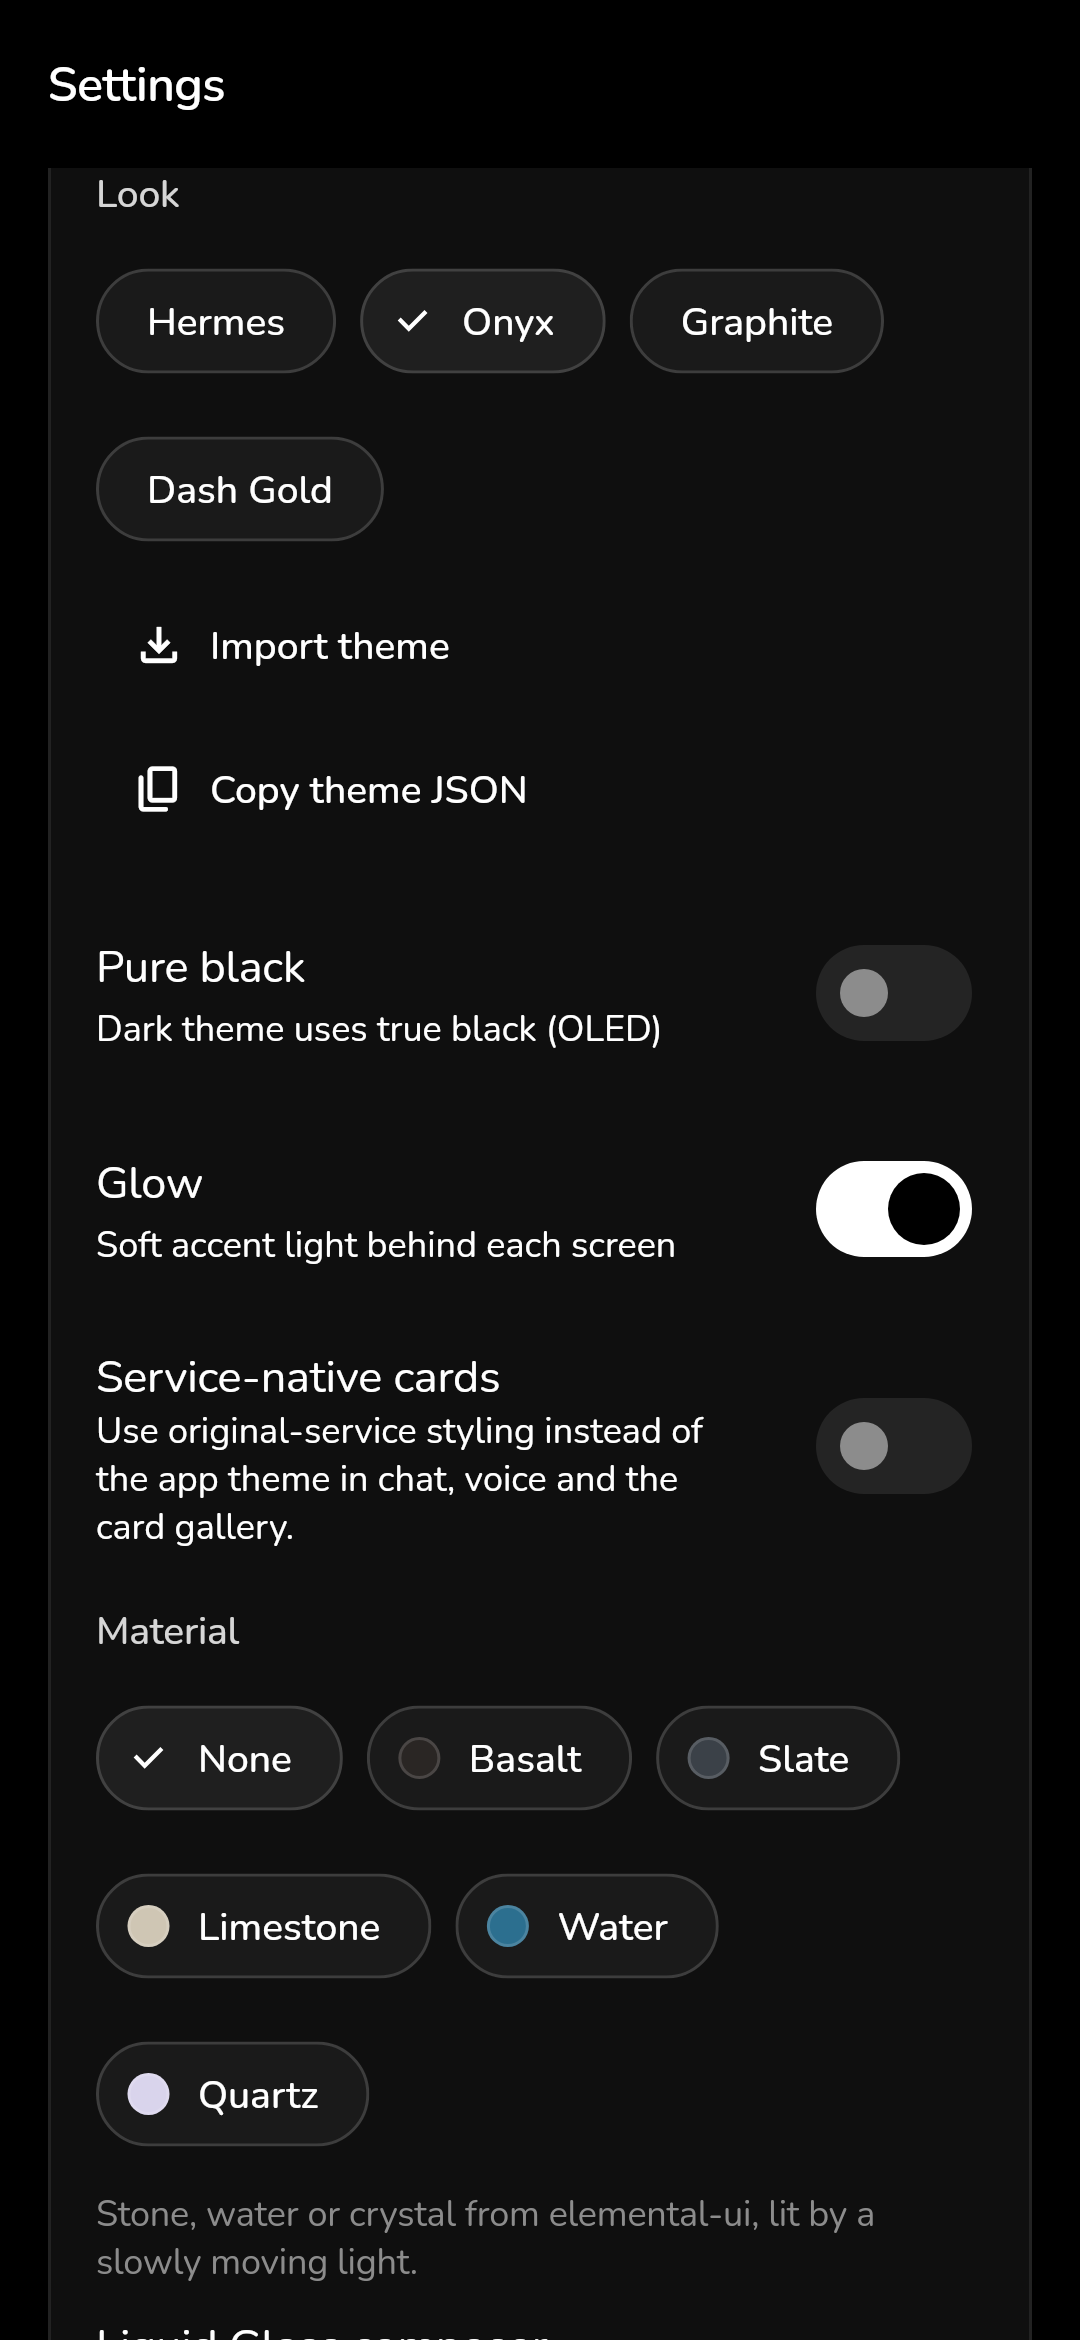 Settings
Look
Hermes
Onyx
Graphite
Dash Gold
Import theme
Copy theme JSON
Pure black
Dark theme uses true black (OLED)
Glow
Soft accent light behind each screen
Service-native cards
Use original-service styling instead of
the app theme in chat, voice and the
card gallery.
Material
None
Basalt
Slate
Limestone
Water
Quartz
Stone, water or crystal from elemental-ui, lit by a
slowly moving light.
Liquid Glass composer